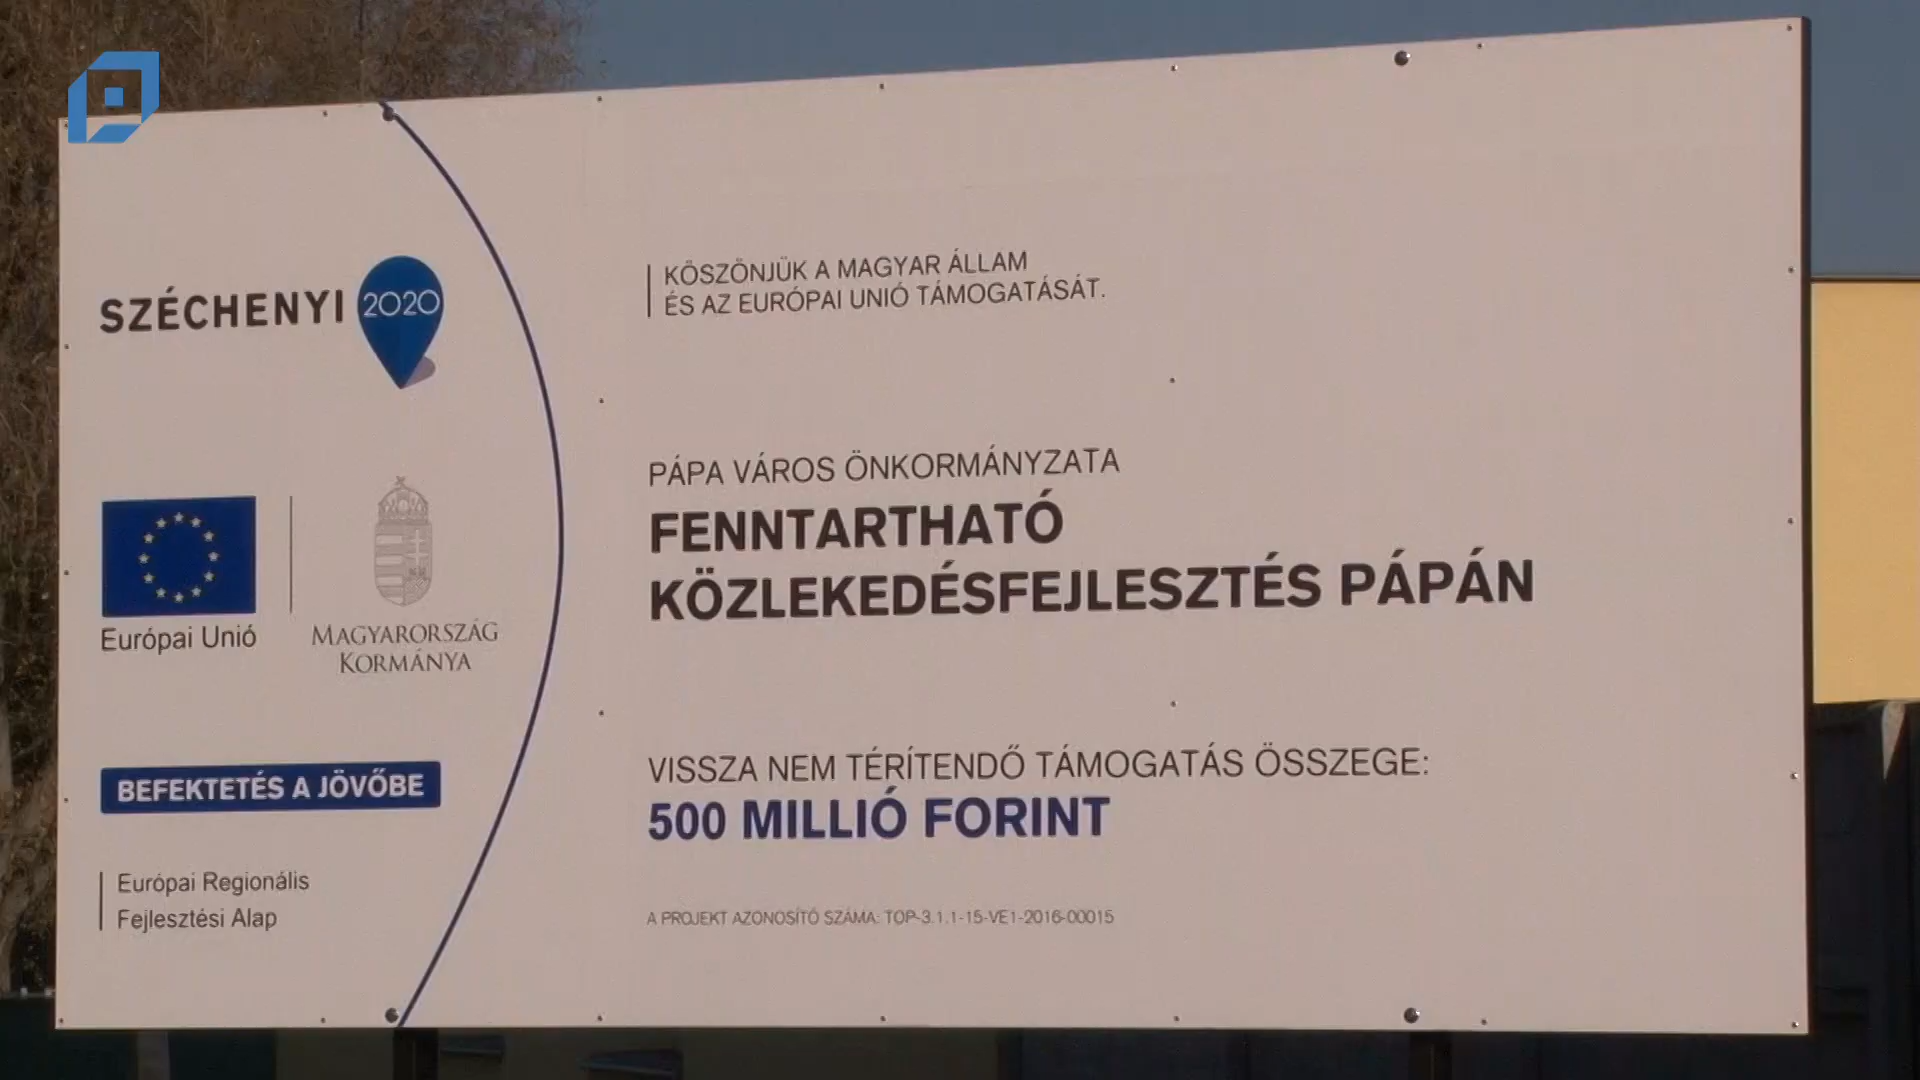 SZÉCHENYI 2020
KÖSZÖNJÜK A MAGYAR ÁLLAM
ÉS AZ EURÓPAI UNIÓ TÁMOGATÁSÁT.
PÁPA VÁROS ÖNKORMÁNYZATA
FENNTARTHATÓ
KÖZLEKEDÉSFEJLESZTÉS PÁPÁN
Európai Unió
MAGYARORSZÁG
KORMÁNYA
VISSZA NEM TÉRÍTENDŐ TÁMOGATÁS ÖSSZEGE:
500 MILLIÓ FORINT
BEFEKTETÉS A JÖVŐBE
Európai Regionális
Fejlesztési Alap
A PROJEKT AZONOSÍTÓ SZÁMA: TOP-3.1.1-15-VE1-2016-00015